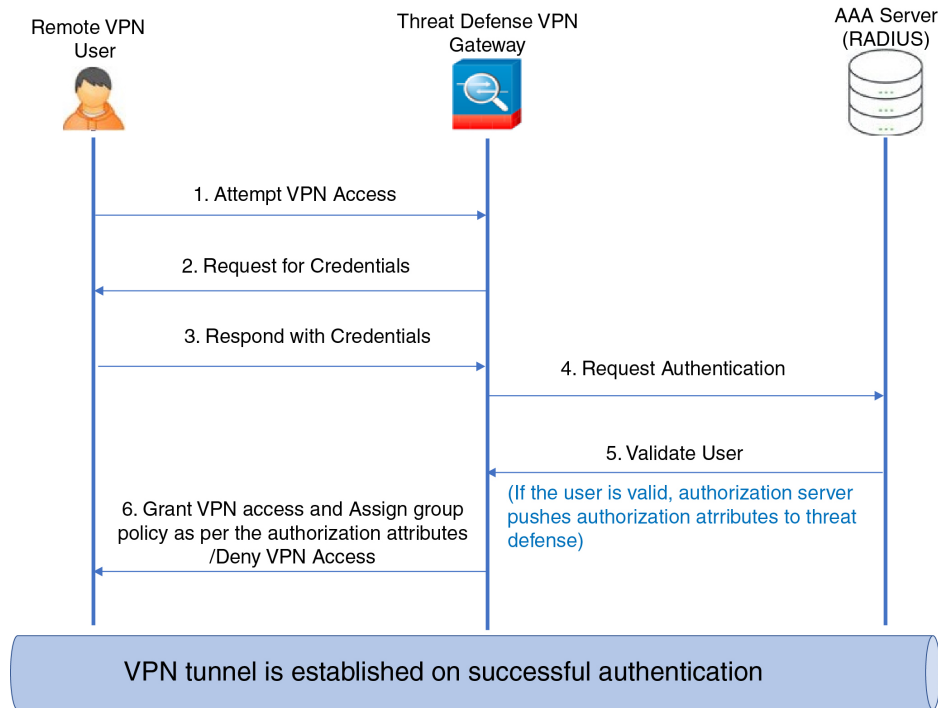 Remote VPN
User
Threat Defense VPN
Gateway
AAA Server
(RADIUS)
1. Attempt VPN Access
2. Request for Credentials
3. Respond with Credentials
4. Request Authentication
5. Validate User
(If the user is valid, authorization server
pushes authorization atrributes to threat
defense)
6. Grant VPN access and Assign group
policy as per the authorization attributes
/Deny VPN Access
VPN tunnel is established on successful authentication